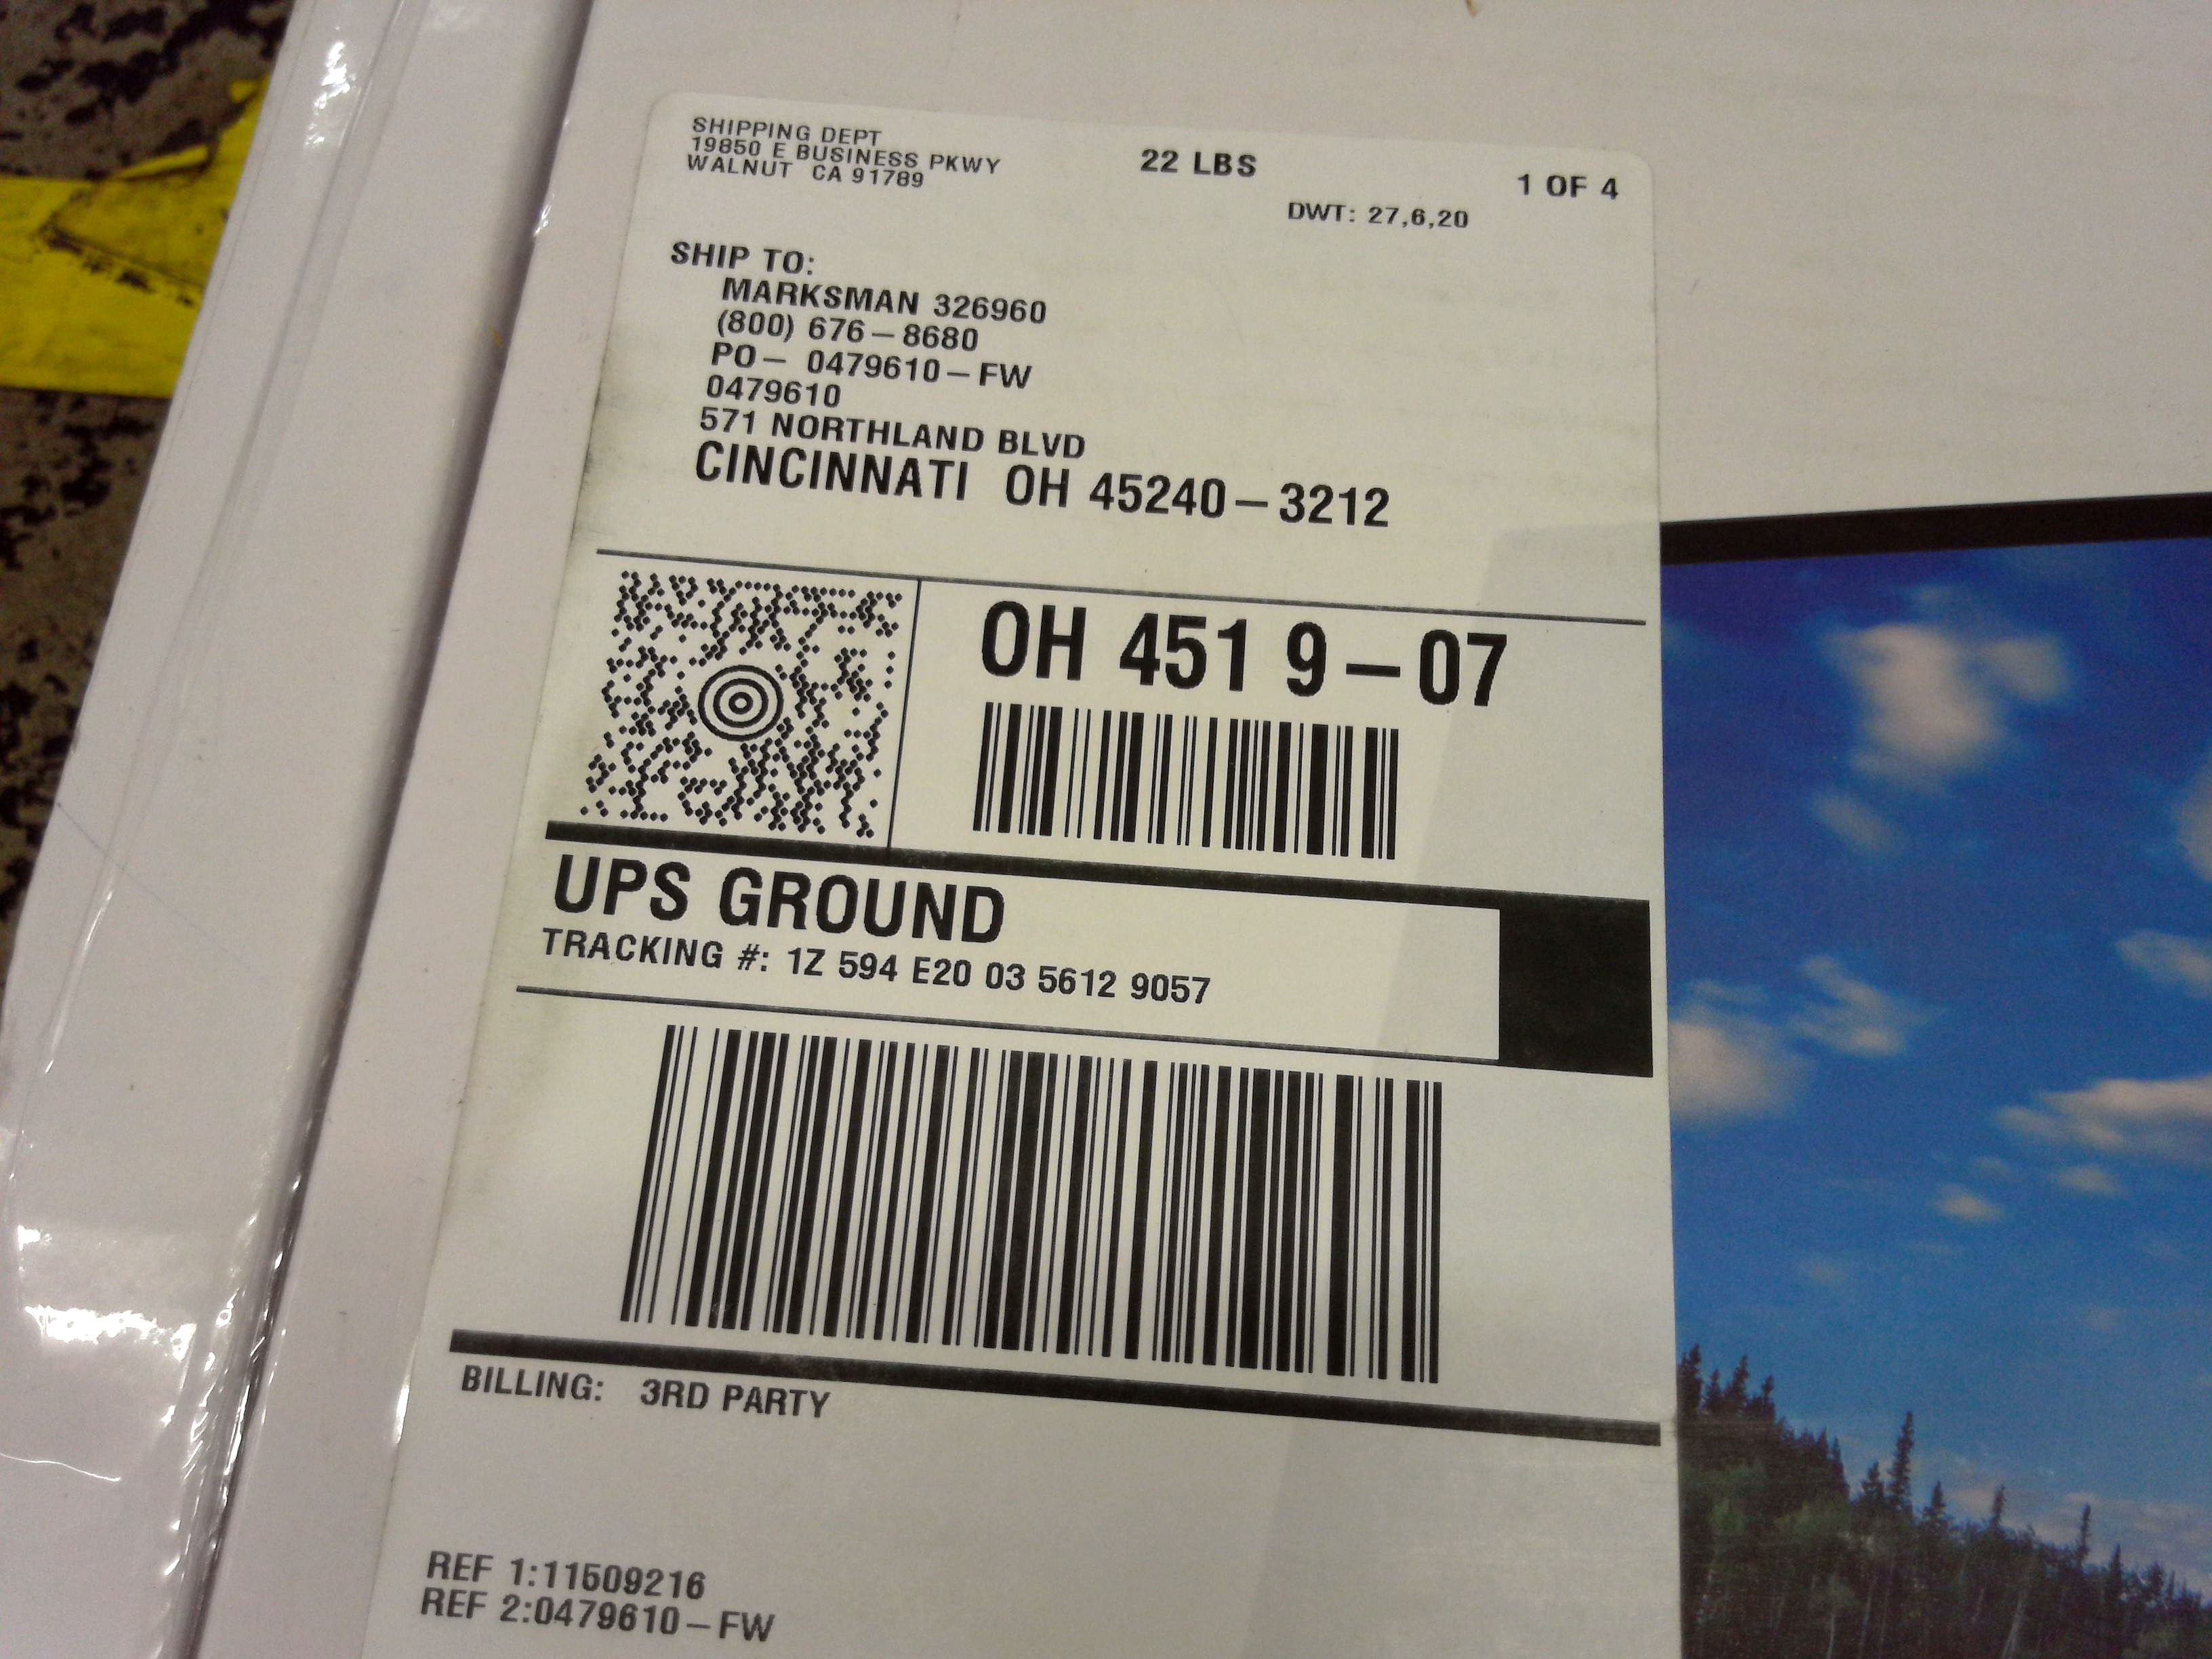 SHIPPING DEPT
19850 E BUSINESS PKWY
WALNUT CA 91789
22 LBS
1 OF 4
DWT: 27,6,20
SHIP TO:
MARKSMAN 326960
(800) 676-8680
PO- 0479610-FW
0479610
571 NORTHLAND BLVD
CINCINNATI OH 45240-3212
OH 451 9-07
UPS GROUND
TRACKING #: 1Z 594 E20 03 5612 9057
BILLING: 3RD PARTY
REF 1:11509216
REF 2:0479610-FW